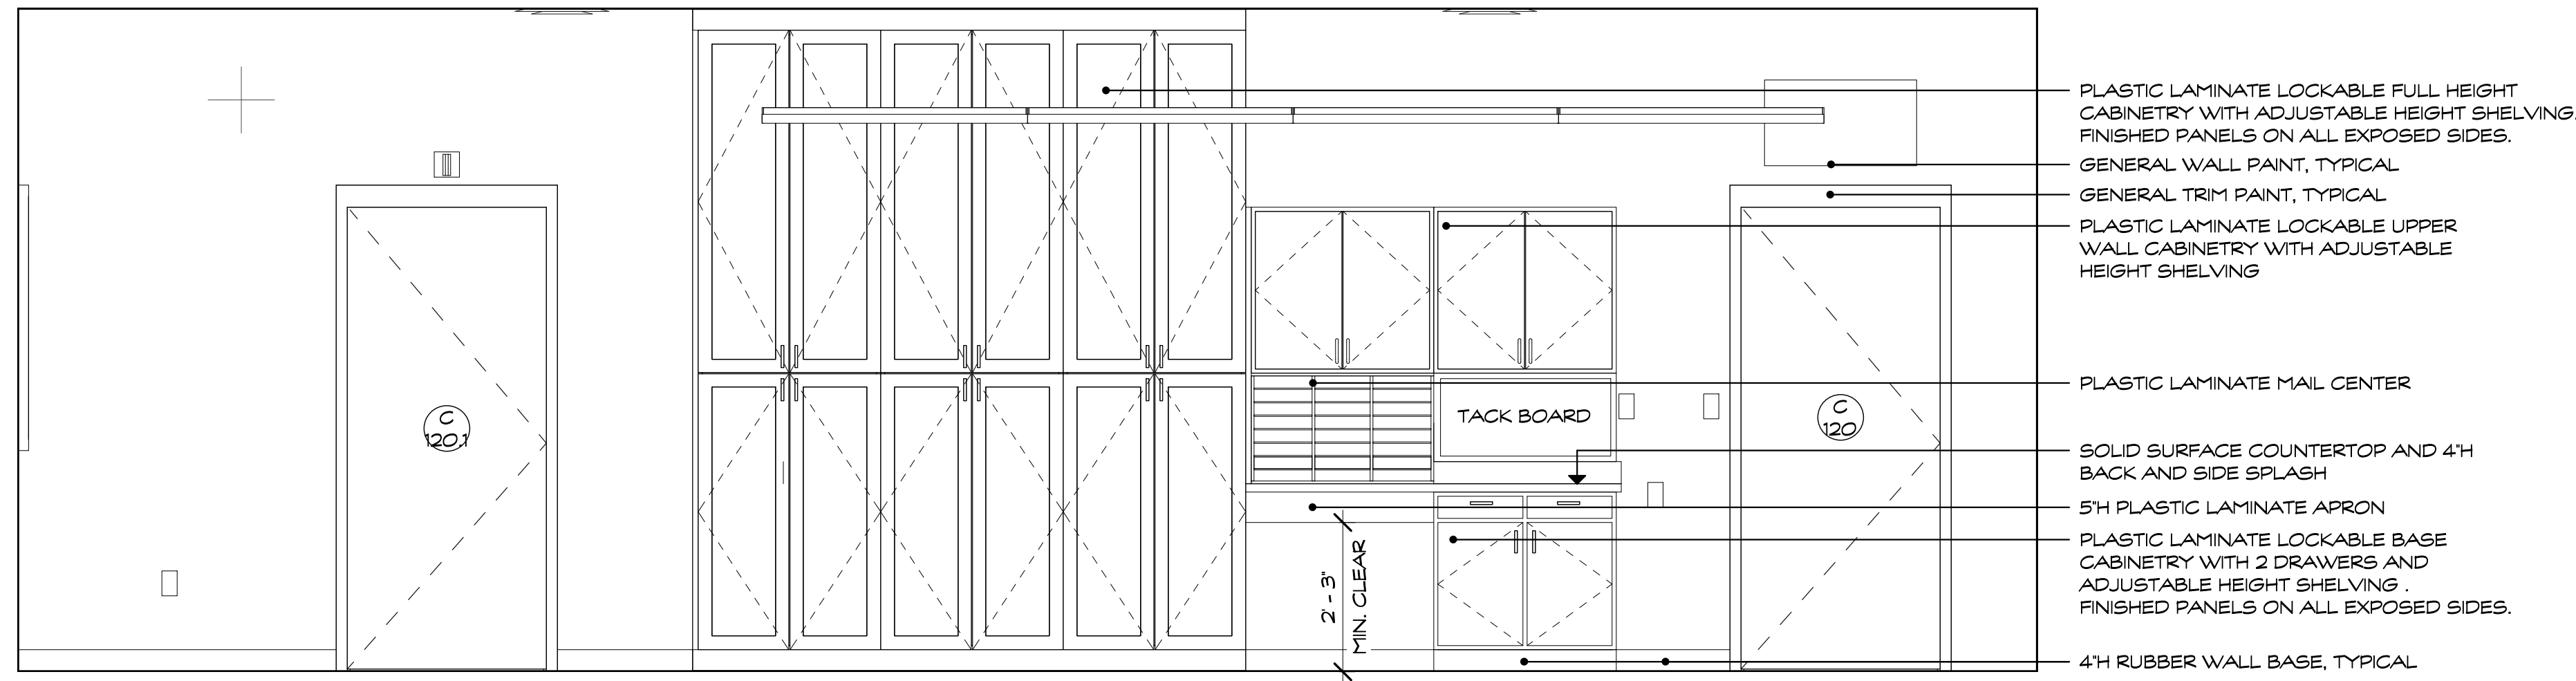 PLASTIC LAMINATE LOCKABLE FULL HEIGHT
CABINETRY WITH ADJUSTABLE HEIGHT SHELVING.
FINISHED PANELS ON ALL EXPOSED SIDES.
GENERAL WALL PAINT, TYPICAL
GENERAL TRIM PAINT, TYPICAL
PLASTIC LAMINATE LOCKABLE UPPER
WALL CABINETRY WITH ADJUSTABLE
HEIGHT SHELVING
PLASTIC LAMINATE MAIL CENTER
C
120.1
TACK BOARD
C
120
SOLID SURFACE COUNTERTOP AND 4"H
BACK AND SIDE SPLASH
5"H PLASTIC LAMINATE APRON
2' - 3"
MIN. CLEAR
PLASTIC LAMINATE LOCKABLE BASE
CABINETRY WITH 2 DRAWERS AND
ADJUSTABLE HEIGHT SHELVING .
FINISHED PANELS ON ALL EXPOSED SIDES.
4"H RUBBER WALL BASE, TYPICAL